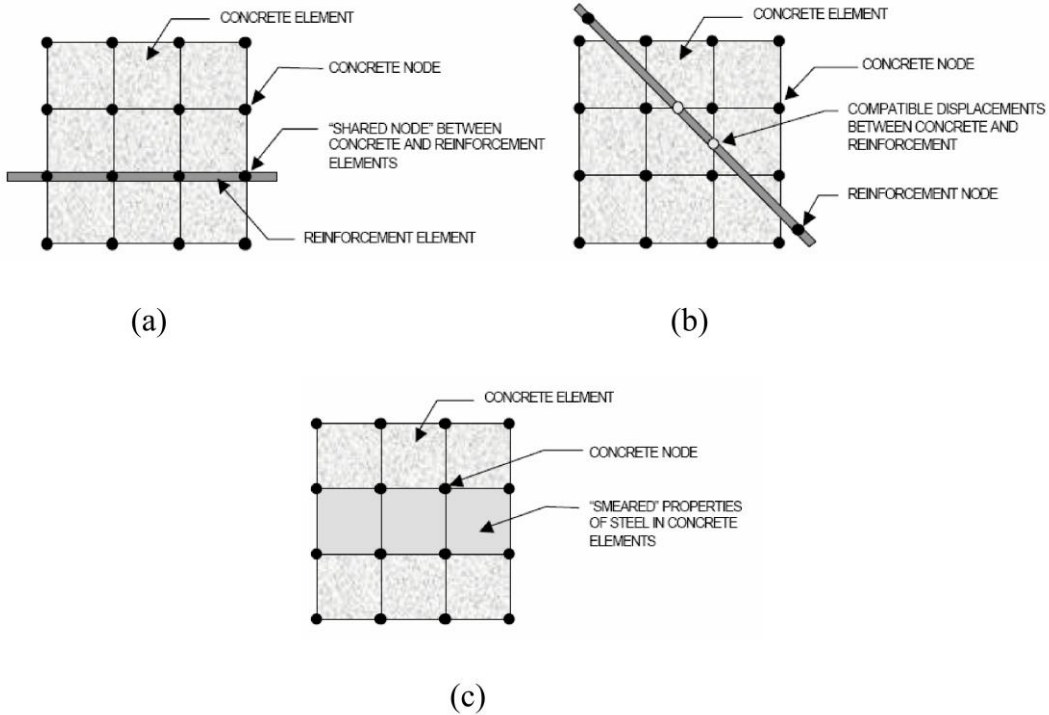 CONCRETE ELEMENT
CONCRETE NODE
"SHARED NODE" BETWEEN
CONCRETE AND REINFORCEMENT
ELEMENTS
REINFORCEMENT ELEMENT
(a)
CONCRETE ELEMENT
CONCRETE NODE
COMPATIBLE DISPLACEMENTS
BETWEEN CONCRETE AND
REINFORCEMENT
REINFORCEMENT NODE
(b)
CONCRETE ELEMENT
CONCRETE NODE
"SMEARED" PROPERTIES
OF STEEL IN CONCRETE
ELEMENTS
(c)